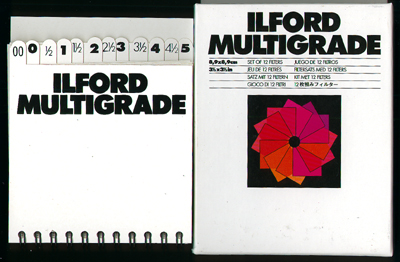 00 0 ½ 1 1½ 2 2½ 3 3½ 4 4½ 5
ILFORD
MULTIGRADE
ILFORD
MULTIGRADE
8,9x8,9cm SET OF 12 FILTERS JUEGO DE 12 FILTROS
3½x3½in JEU DE 12 FILTRES FILTERSATS MED 12 FILTERS
SATZ MIT 12 FILTERN KIT MET 12 FILTERS
GIOCO DI 12 FILTRI 12枚組みフィルター